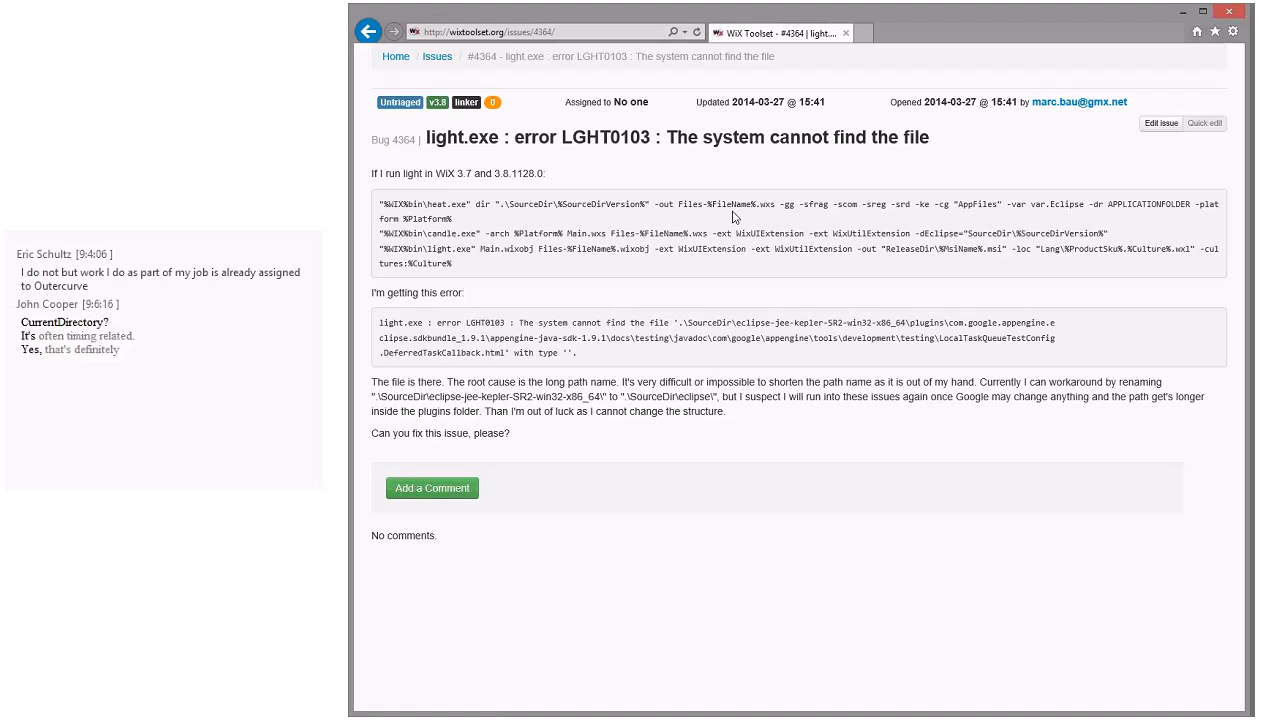 http://wixtoolset.org/issues/4364/
WiX Toolset - #4364 | light....
Home / Issues / #4364 - light.exe : error LGHT0103 : The system cannot find the file
Untriaged v3.8 linker 0 Assigned to No one Updated 2014-03-27 @ 15:41 Opened 2014-03-27 @ 15:41 by marc.bau@gmx.net
Edit issue Quick edit
Bug 4364 | light.exe : error LGHT0103 : The system cannot find the file
If I run light in WiX 3.7 and 3.8.1128.0:
"%WIX%bin\heat.exe" dir ".\SourceDir\%SourceDirVersion%" -out Files-%FileName%.wxs -gg -sfrag -scom -sreg -srd -ke -cg "AppFiles" -var var.Eclipse -dr APPLICATIONFOLDER -plat
form %Platform%
"%WIX%bin\candle.exe" -arch %Platform% Main.wxs Files-%FileName%.wxs -ext WixUIExtension -ext WixUtilExtension -dEclipse="SourceDir\%SourceDirVersion%"
"%WIX%bin\light.exe" Main.wixobj Files-%FileName%.wixobj -ext WixUIExtension -ext WixUtilExtension -out "ReleaseDir\%MsiName%.msi" -loc "Lang\%ProductSku%.%Culture%.wxl" -cul
tures:%Culture%
I'm getting this error:
light.exe : error LGHT0103 : The system cannot find the file '.\SourceDir\eclipse-jee-kepler-SR2-win32-x86_64\plugins\com.google.appengine.e
clipse.sdkbundle_1.9.1\appengine-java-sdk-1.9.1\docs\testing\javadoc\com\google\appengine\tools\development\testing\LocalTaskQueueTestConfig
.DeferredTaskCallback.html' with type ''.
The file is there. The root cause is the long path name. It's very difficult or impossible to shorten the path name as it is out of my hand. Currently I can workaround by renaming
".\SourceDir\eclipse-jee-kepler-SR2-win32-x86_64\" to ".\SourceDir\eclipse\", but I suspect I will run into these issues again once Google may change anything and the path get's longer
inside the plugins folder. Than I'm out of luck as I cannot change the structure.
Can you fix this issue, please?
Add a Comment
No comments.
Eric Schultz [9:4:06 ]
I do not but work I do as part of my job is already assigned
to Outercurve
John Cooper [9:6:16 ]
CurrentDirectory?
It's often timing related.
Yes, that's definitely